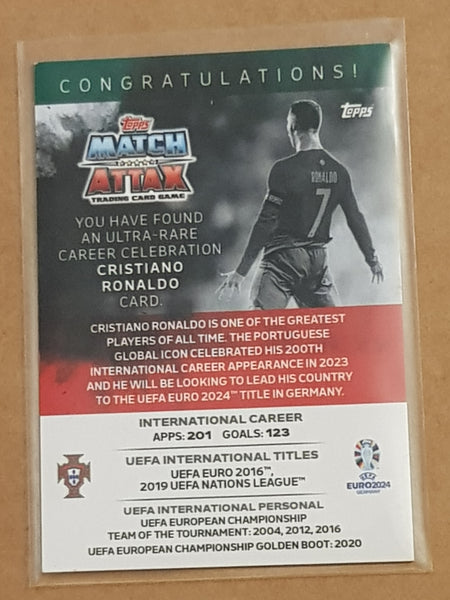 CONGRATULATIONS!
Topps
Topps
MATCH
ATTAX
TRADING CARD GAME
RONALDO
7
YOU HAVE FOUND
AN ULTRA-RARE
CAREER CELEBRATION
CRISTIANO
RONALDO
CARD.
CRISTIANO RONALDO IS ONE OF THE GREATEST
PLAYERS OF ALL TIME. THE PORTUGUESE
GLOBAL ICON CELEBRATED HIS 200TH
INTERNATIONAL CAREER APPEARANCE IN 2023
AND HE WILL BE LOOKING TO LEAD HIS COUNTRY
TO THE UEFA EURO 2024™ TITLE IN GERMANY.
INTERNATIONAL CAREER
APPS: 201 GOALS: 123
UEFA INTERNATIONAL TITLES
UEFA EURO 2016™,
2019 UEFA NATIONS LEAGUE™
UEFA
EURO2024
GERMANY
UEFA INTERNATIONAL PERSONAL
UEFA EUROPEAN CHAMPIONSHIP
TEAM OF THE TOURNAMENT: 2004, 2012, 2016
UEFA EUROPEAN CHAMPIONSHIP GOLDEN BOOT: 2020